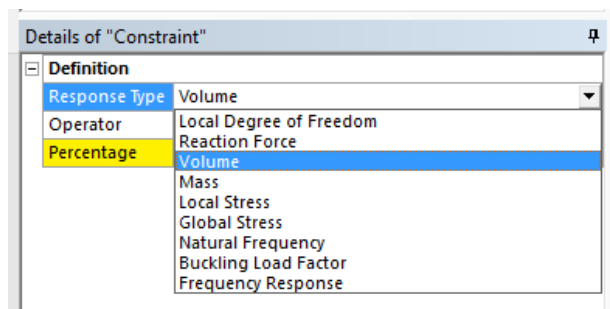 Details of "Constraint"
Definition
Response Type Volume
Operator Local Degree of Freedom
Reaction Force
Percentage Volume
Mass
Local Stress
Global Stress
Natural Frequency
Buckling Load Factor
Frequency Response